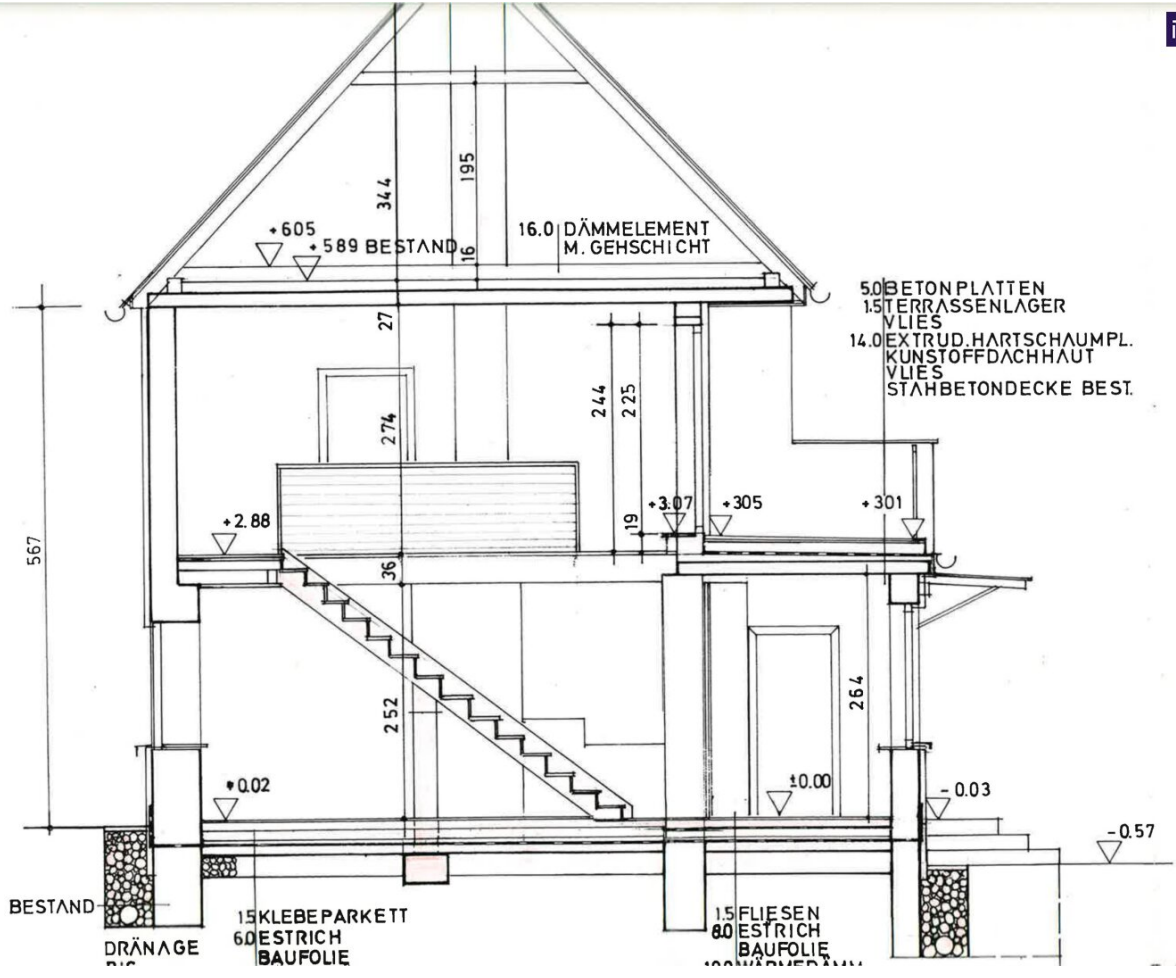 344
195
+605
+589 BESTAND
16
16.0 DÄMMELEMENT
M. GEHSCHICHT
5.0 BETONPLATTEN
1.5 TERRASSENLAGER
VLIES
14.0 EXTRUD. HARTSCHAUMPL.
KUNSTOFFDACHHAUT
VLIES
STAHBETONDECKE BEST.
27
274
244
225
567
+2.88
19
+3.07
+305
+301
36
252
264
+0.02
±0.00
-0.03
-0.57
BESTAND
DRÄNAGE
1.5 KLEBEPARKETT
6.0 ESTRICH
BAUFOLIE
1.5 FLIESEN
ESTRICH
BAUFOLIE